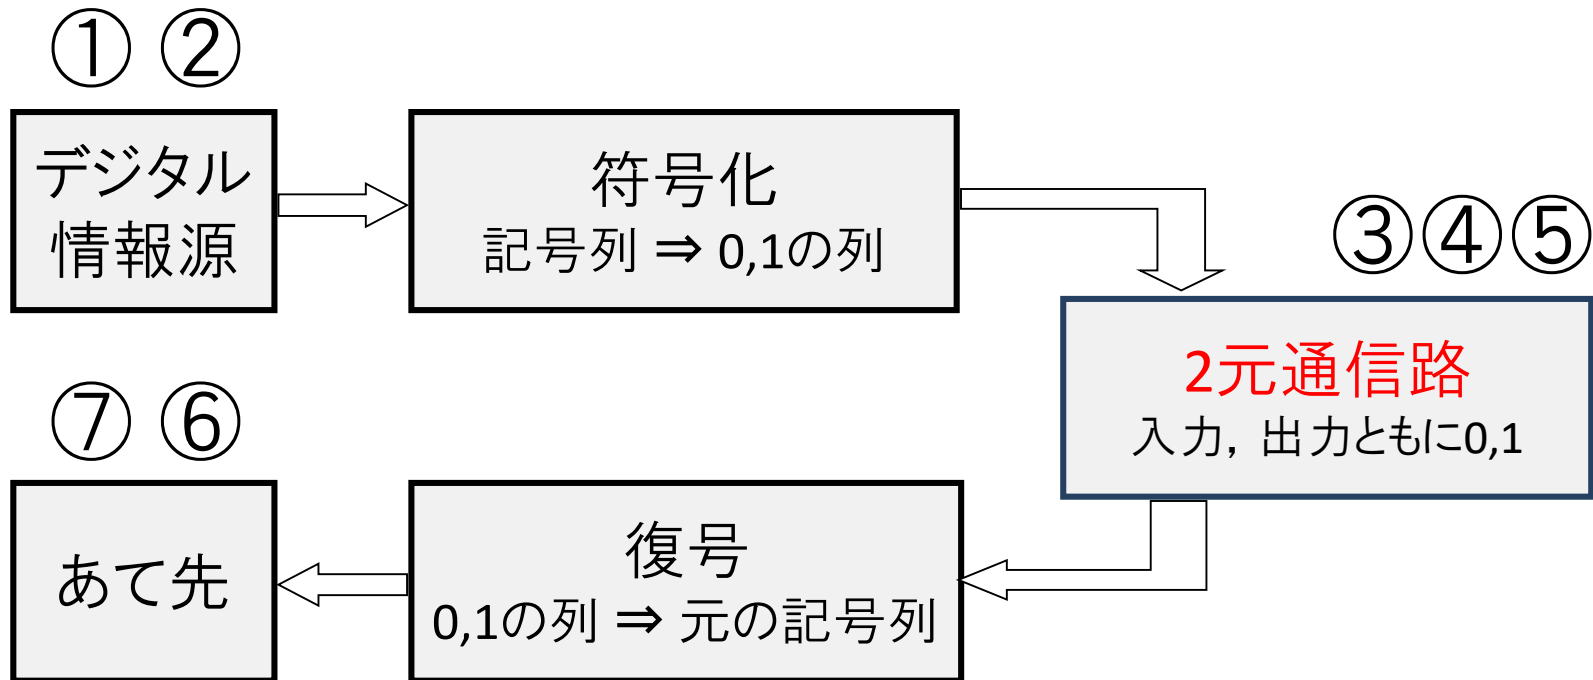 ① ②
デジタル
情報源
符号化
記号列 ⇒ 0,1の列
③④⑤
2元通信路
入力，出力ともに0,1
⑦ ⑥
あて先
復号
0,1の列 ⇒ 元の記号列